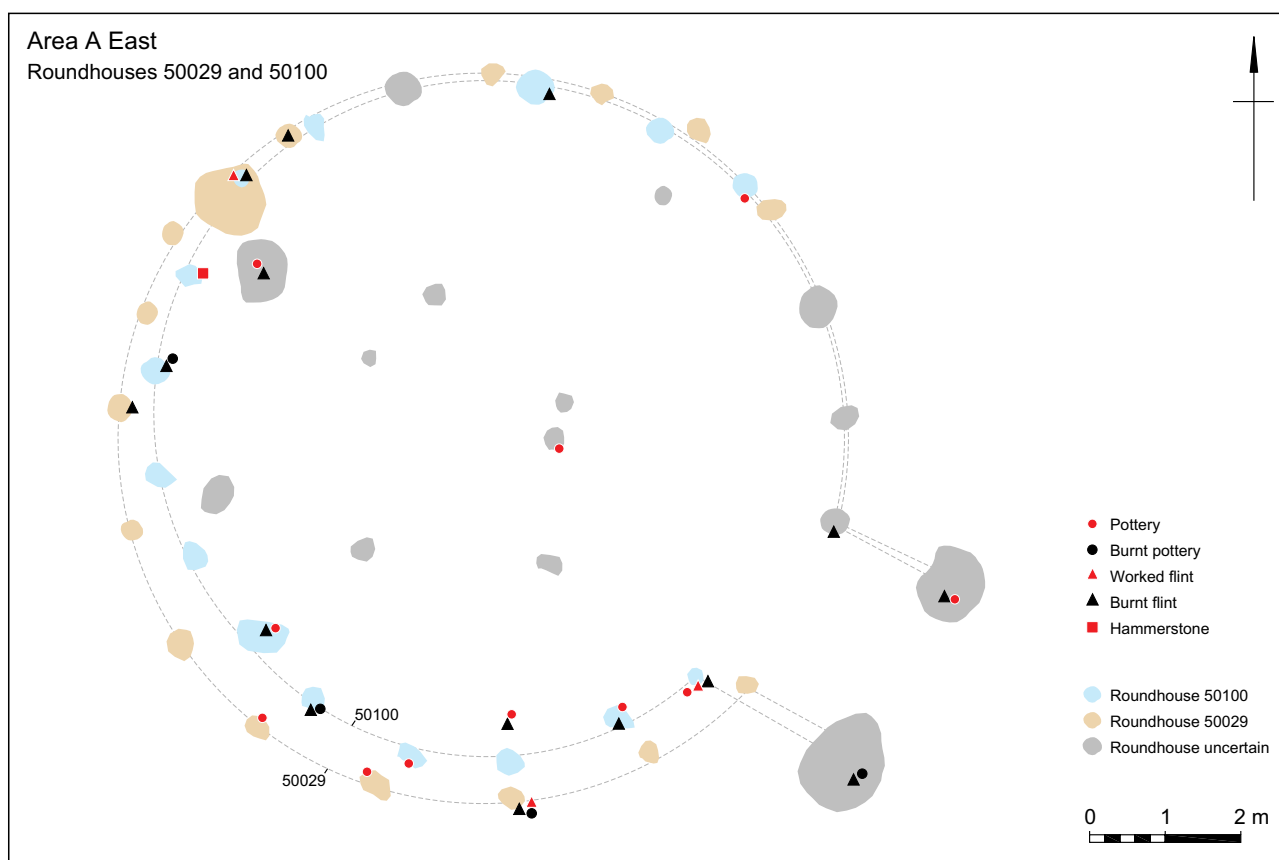 Area A East
Roundhouses 50029 and 50100
Pottery
Burnt pottery
Worked flint
Burnt flint
Hammerstone
50100
50029
Roundhouse 50100
Roundhouse 50029
Roundhouse uncertain
0 1 2 m